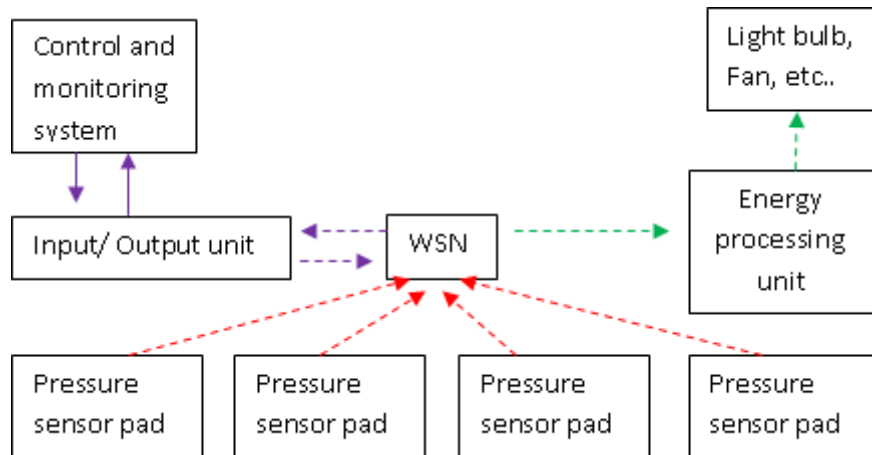 Control and
monitoring
system
Light bulb,
Fan, etc..
Input/ Output unit
WSN
Energy
processing
unit
Pressure
sensor pad
Pressure
sensor pad
Pressure
sensor pad
Pressure
sensor pad